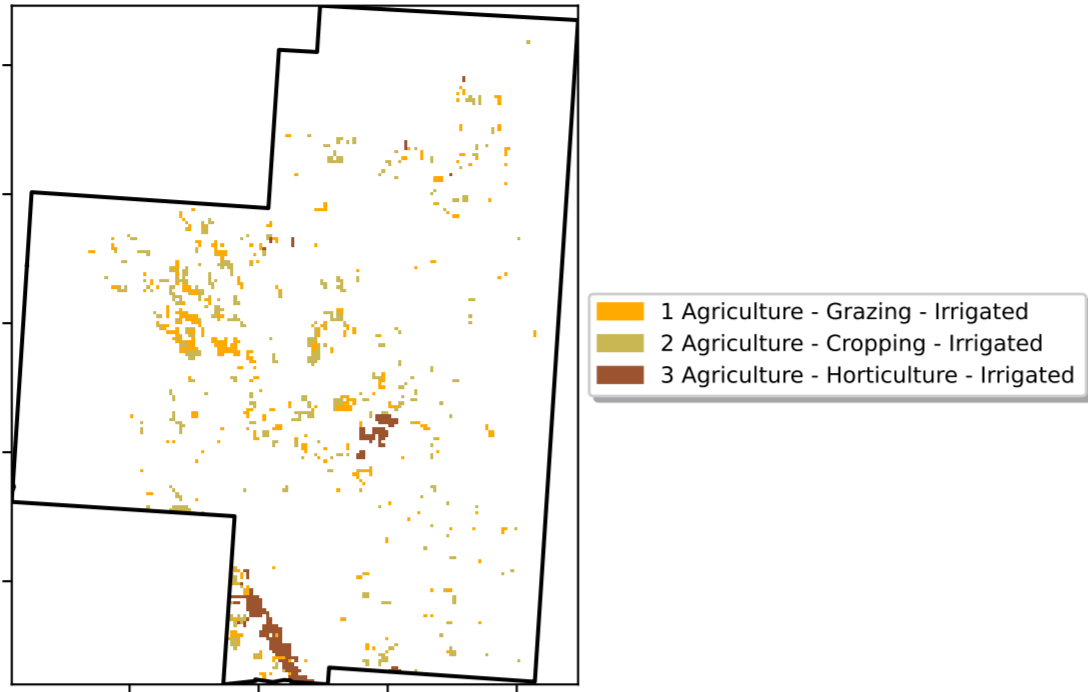 1 Agriculture - Grazing - Irrigated
2 Agriculture - Cropping - Irrigated
3 Agriculture - Horticulture - Irrigated